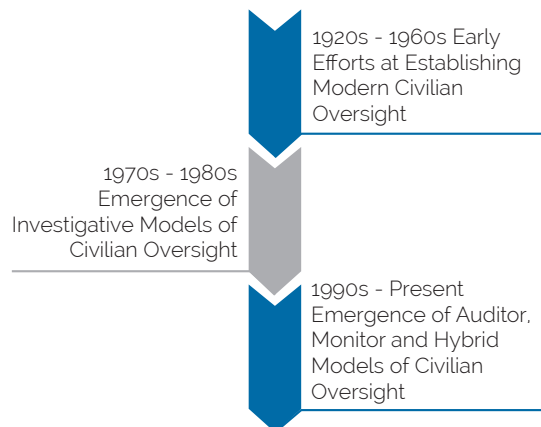 1920s - 1960s Early
Efforts at Establishing
Modern Civilian
Oversight
1970s - 1980s
Emergence of
Investigative Models of
Civilian Oversight
1990s - Present
Emergence of Auditor,
Monitor and Hybrid
Models of Civilian
Oversight